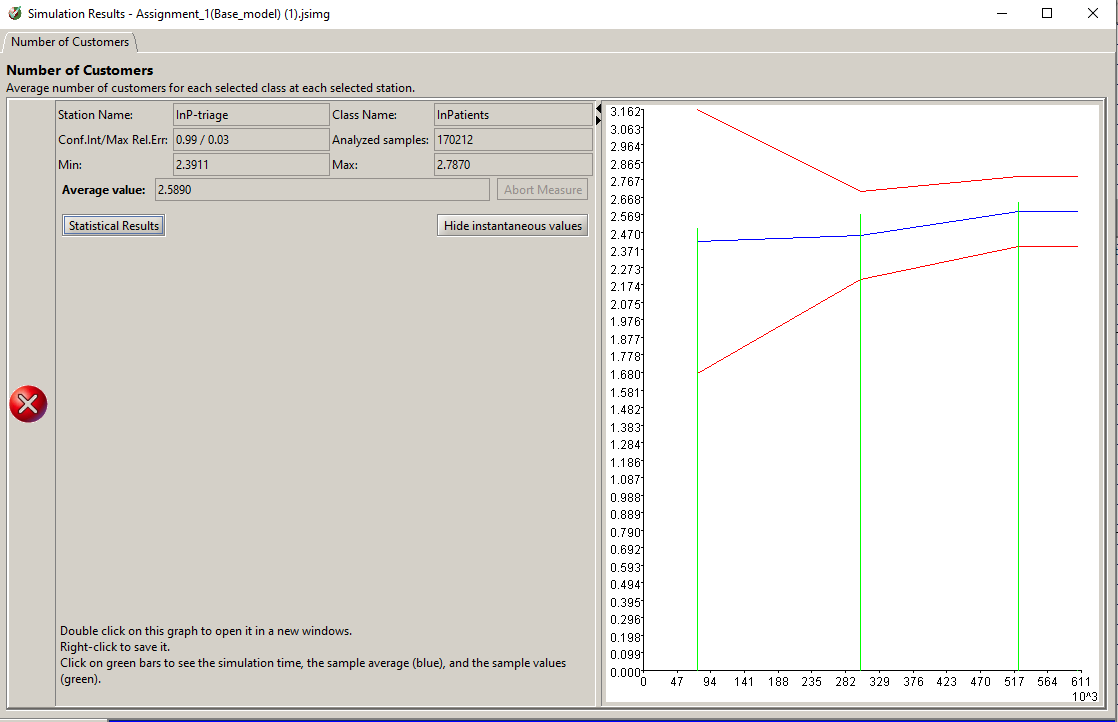 Simulation Results - Assignment_1(Base_model) (1).jsimg
Number of Customers
Number of Customers
Average number of customers for each selected class at each selected station.
Station Name: InP-triage Class Name: InPatients
Conf.Int/Max Rel.Err: 0.99 / 0.03 Analyzed samples: 170212
Min: 2.3911 Max: 2.7870
Average value: 2.5890 Abort Measure
Statistical Results Hide instantaneous values
Double click on this graph to open it in a new windows.
Right-click to save it.
Click on green bars to see the simulation time, the sample average (blue), and the sample values
(green).
3.162
3.063
2.964
2.865
2.767
2.668
2.569
2.470
2.371
2.273
2.174
2.075
1.976
1.877
1.778
1.680
1.581
1.482
1.383
1.284
1.186
1.087
0.988
0.889
0.790
0.692
0.593
0.494
0.395
0.296
0.198
0.099
0.000
0 47 94 141 188 235 282 329 376 423 470 517 564 611
10^3